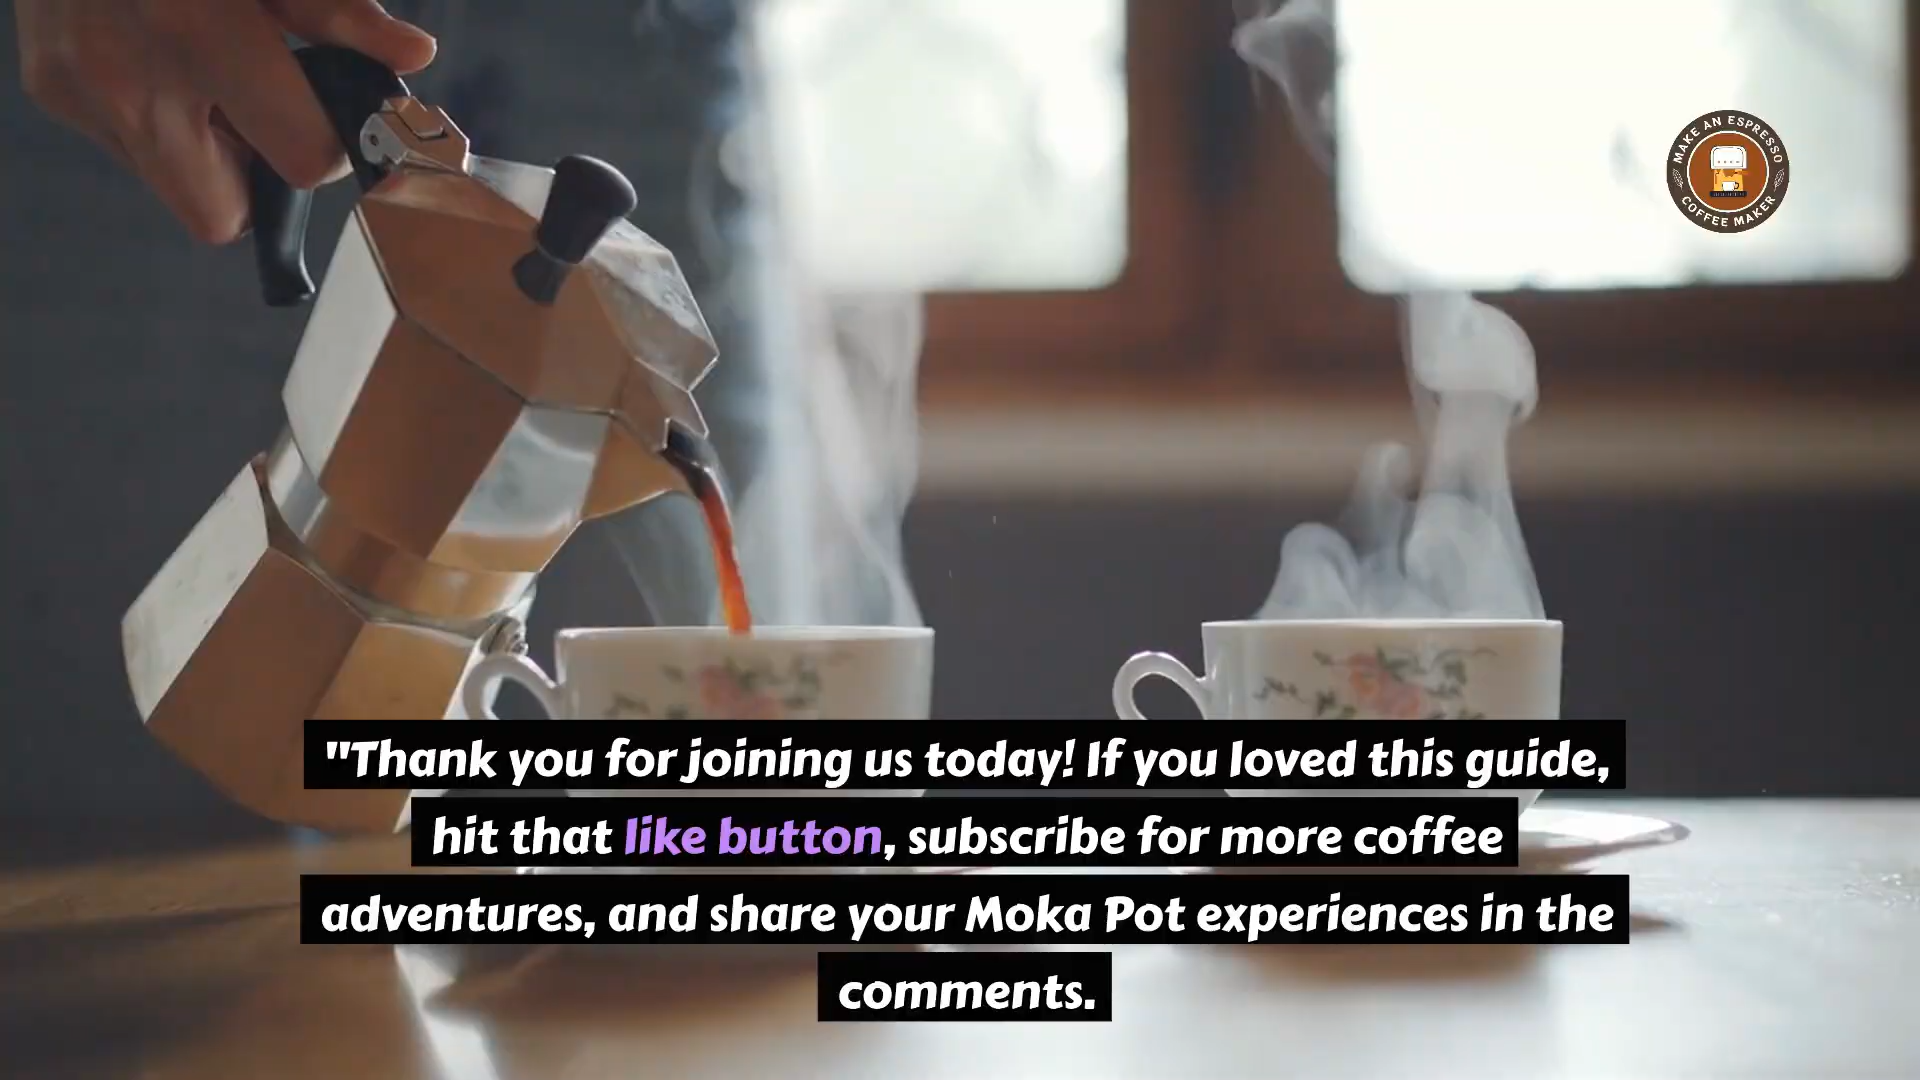 MAKE AN ESPRESSO
COFFEE MAKER
"Thank you for joining us today! If you loved this guide,
hit that like button, subscribe for more coffee
adventures, and share your Moka Pot experiences in the
comments.